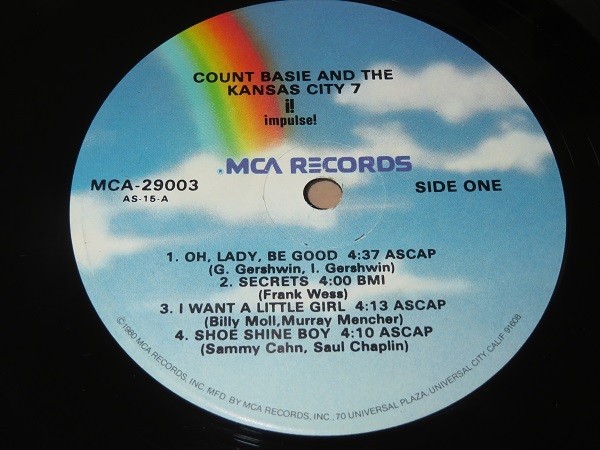 COUNT BASIE AND THE
KANSAS CITY 7
i!
impulse!
®MCA RECORDS
MCA-29003
AS-15-A
SIDE ONE
1. OH, LADY, BE GOOD 4:37 ASCAP
(G. Gershwin, I. Gershwin)
2. SECRETS 4:00 BMI
(Frank Wess)
3. I WANT A LITTLE GIRL 4:13 ASCAP
(Billy Moll,Murray Mencher)
4. SHOE SHINE BOY 4:10 ASCAP
(Sammy Cahn, Saul Chaplin)
©1980 MCA RECORDS, INC. MFD. BY MCA RECORDS, INC., 70 UNIVERSAL PLAZA, UNIVERSAL CITY, CALIF. 91608